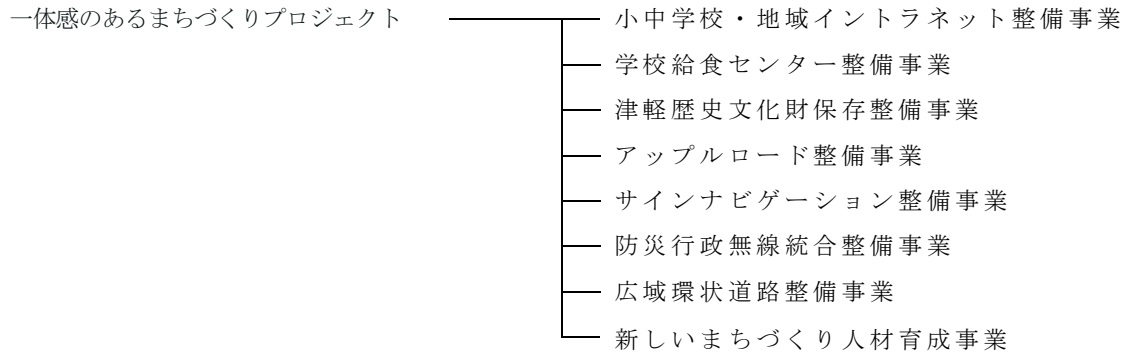 一体感のあるまちづくりプロジェクト
小中学校・地域イントラネット整備事業
学校給食センター整備事業
津軽歴史文化財保存整備事業
アップルロード整備事業
サインナビゲーション整備事業
防災行政無線統合整備事業
広域環状道路整備事業
新しいまちづくり人材育成事業